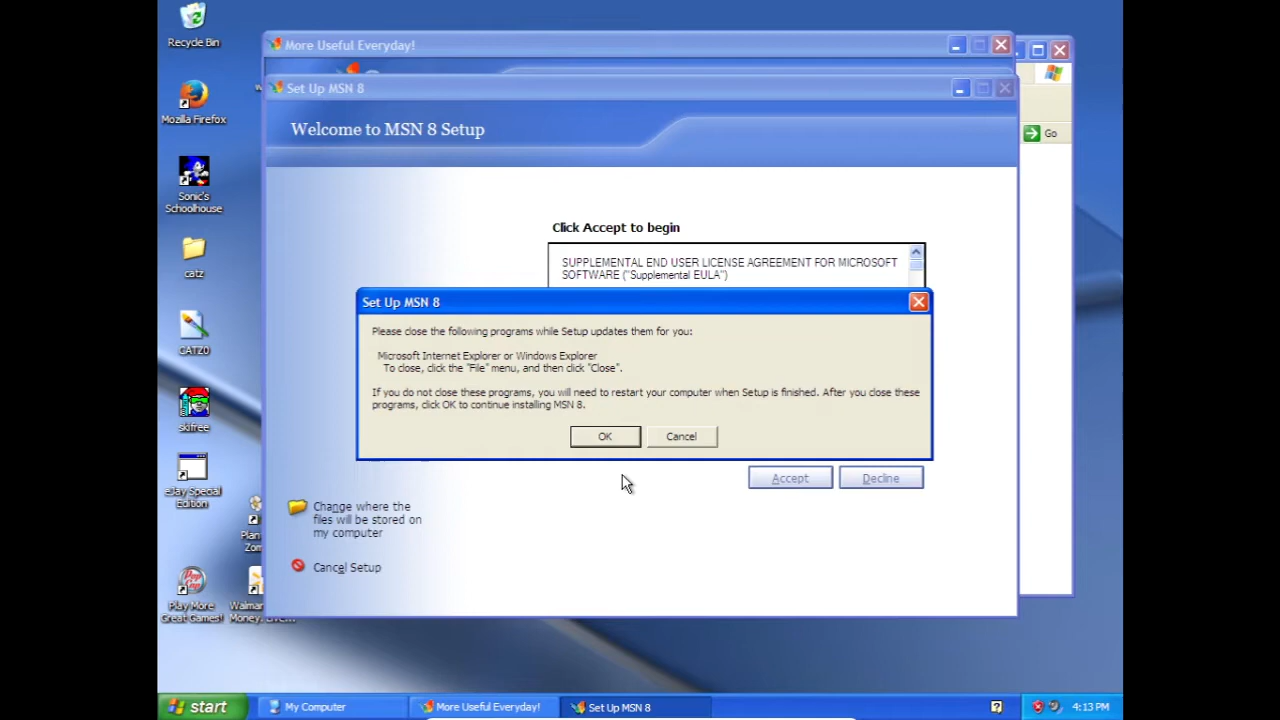 Recycle Bin
Mozilla Firefox
Sonic's
Schoolhouse
catz
CATZ0
skifree
eBay Special
Edition
Plan
Zom
Play More
Great Games!
Walmar
Money.
More Useful Everyday!
Set Up MSN 8
Welcome to MSN 8 Setup
Go
Click Accept to begin
SUPPLEMENTAL END USER LICENSE AGREEMENT FOR MICROSOFT
SOFTWARE ("Supplemental EULA")
Set Up MSN 8
Please close the following programs while Setup updates them for you:
Microsoft Internet Explorer or Windows Explorer
To close, click the "File" menu, and then click "Close".
If you do not close these programs, you will need to restart your computer when Setup is finished. After you close these
programs, click OK to continue installing MSN 8.
OK
Cancel
Accept
Decline
Change where the
files will be stored on
my computer
Cancel Setup
start
My Computer
More Useful Everyday!
Set Up MSN 8
4:13 PM